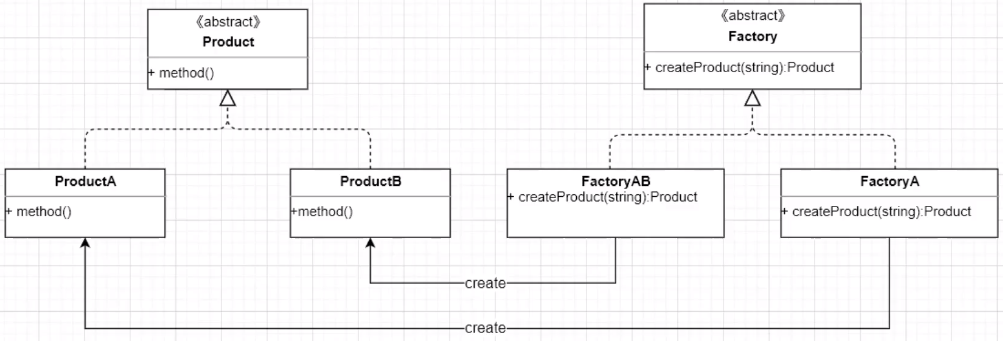 《abstract》
Product
+ method()
《abstract》
Factory
+ createProduct(string):Product
ProductA
+ method()
ProductB
+method()
FactoryAB
+ createProduct(string):Product
FactoryA
+ createProduct(string):Product
create
create